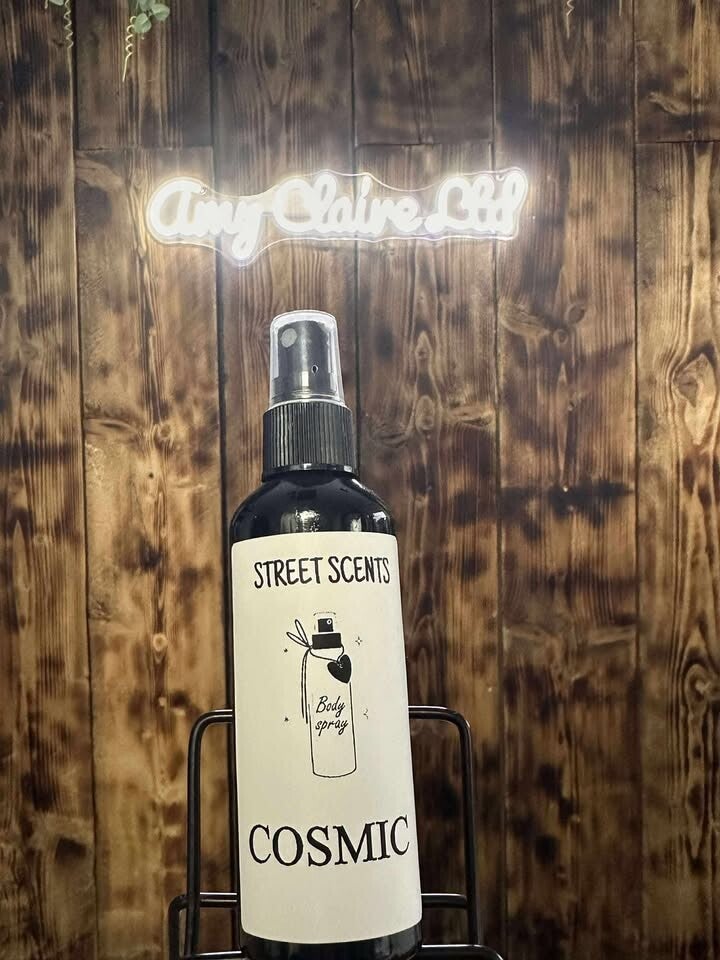 Amy Claire Ltd
STREET SCENTS
Body
spray
COSMIC